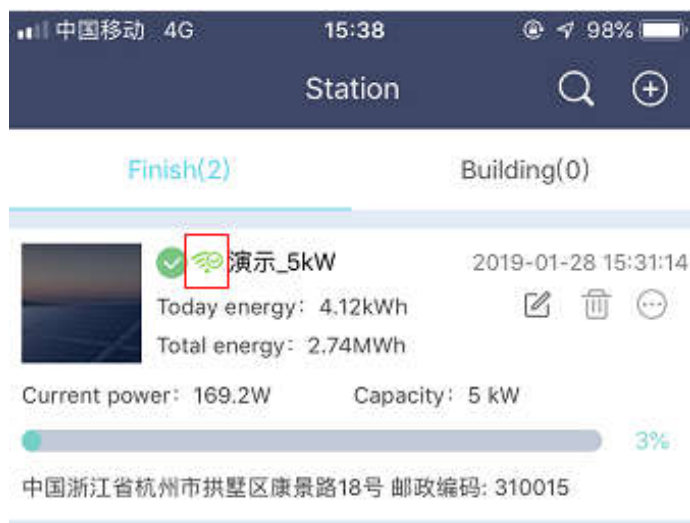 中国移动 4G 15:38 98%
Station
Finish(2) Building(0)
演示_5kW 2019-01-28 15:31:14
Today energy: 4.12kWh
Total energy: 2.74MWh
Current power: 169.2W Capacity: 5 kW
3%
中国浙江省杭州市拱墅区康景路18号 邮政编码: 310015